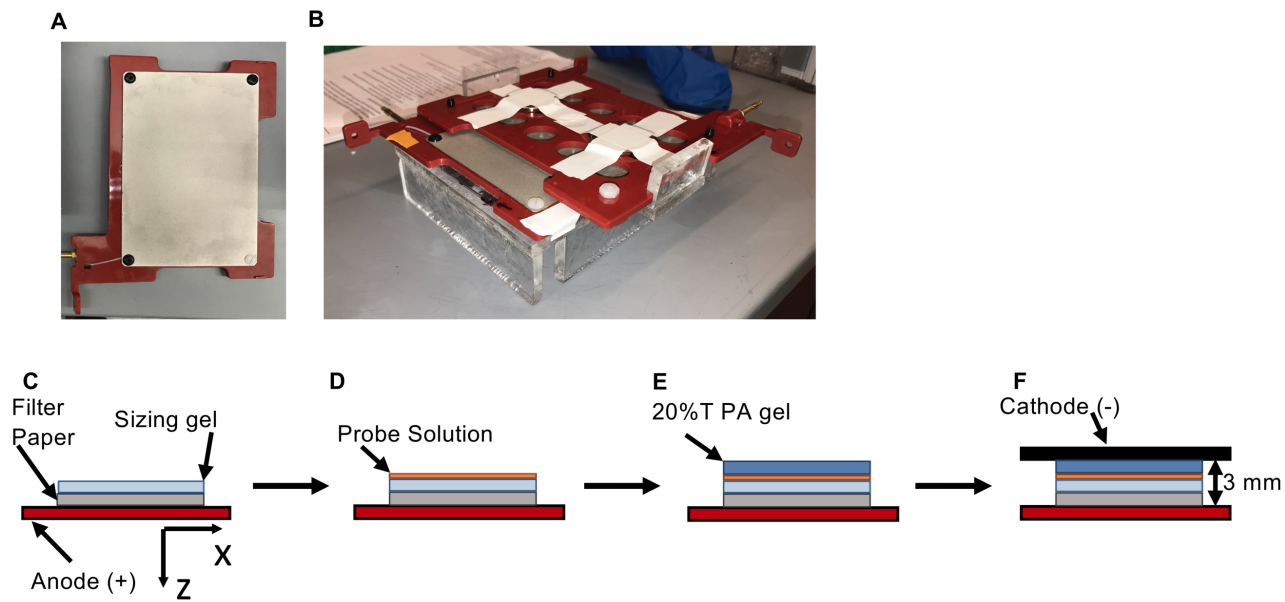 A
B
C
Filter
Paper
Sizing gel
Anode (+)
X
Z
D
Probe Solution
E
20%T PA gel
F
Cathode (-)
3 mm